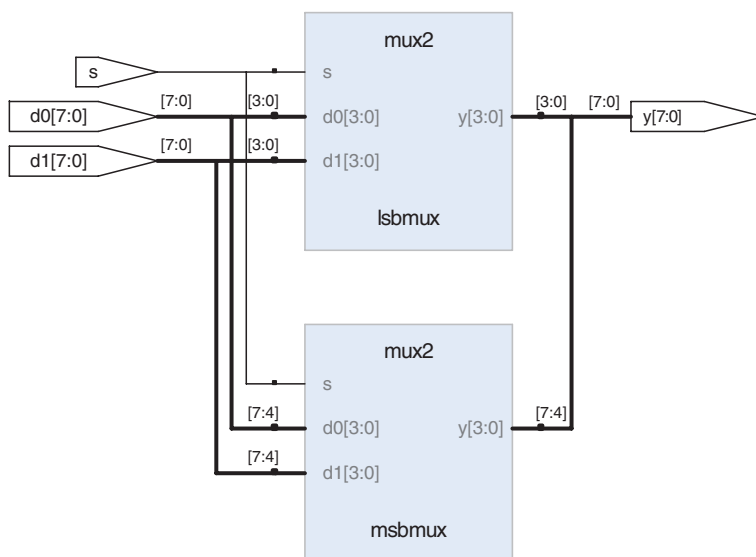 mux2
s
s
[7:0]
[3:0]
[3:0]
[7:0]
d0[7:0]
d0[3:0]
y[3:0]
y[7:0]
[7:0]
[3:0]
d1[7:0]
d1[3:0]
lsbmux
mux2
s
[7:4]
[7:4]
d0[3:0]
y[3:0]
[7:4]
d1[3:0]
msbmux